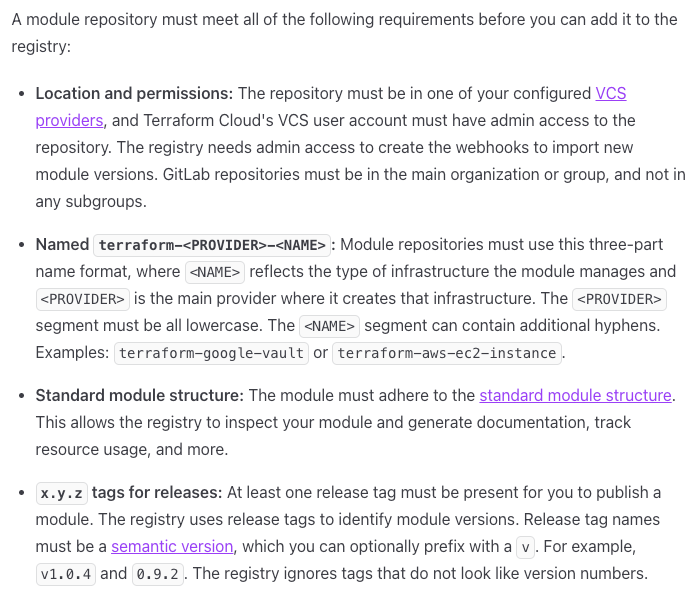 A module repository must meet all of the following requirements before you can add it to the
registry:
• Location and permissions: The repository must be in one of your configured VCS
providers, and Terraform Cloud's VCS user account must have admin access to the
repository. The registry needs admin access to create the webhooks to import new
module versions. GitLab repositories must be in the main organization or group, and not in
any subgroups.
• Named terraform-<PROVIDER>-<NAME>: Module repositories must use this three-part
name format, where <NAME> reflects the type of infrastructure the module manages and
<PROVIDER> is the main provider where it creates that infrastructure. The <PROVIDER>
segment must be all lowercase. The <NAME> segment can contain additional hyphens.
Examples: terraform-google-vault or terraform-aws-ec2-instance.
• Standard module structure: The module must adhere to the standard module structure.
This allows the registry to inspect your module and generate documentation, track
resource usage, and more.
• x.y.z tags for releases: At least one release tag must be present for you to publish a
module. The registry uses release tags to identify module versions. Release tag names
must be a semantic version, which you can optionally prefix with a v. For example,
v1.0.4 and 0.9.2. The registry ignores tags that do not look like version numbers.